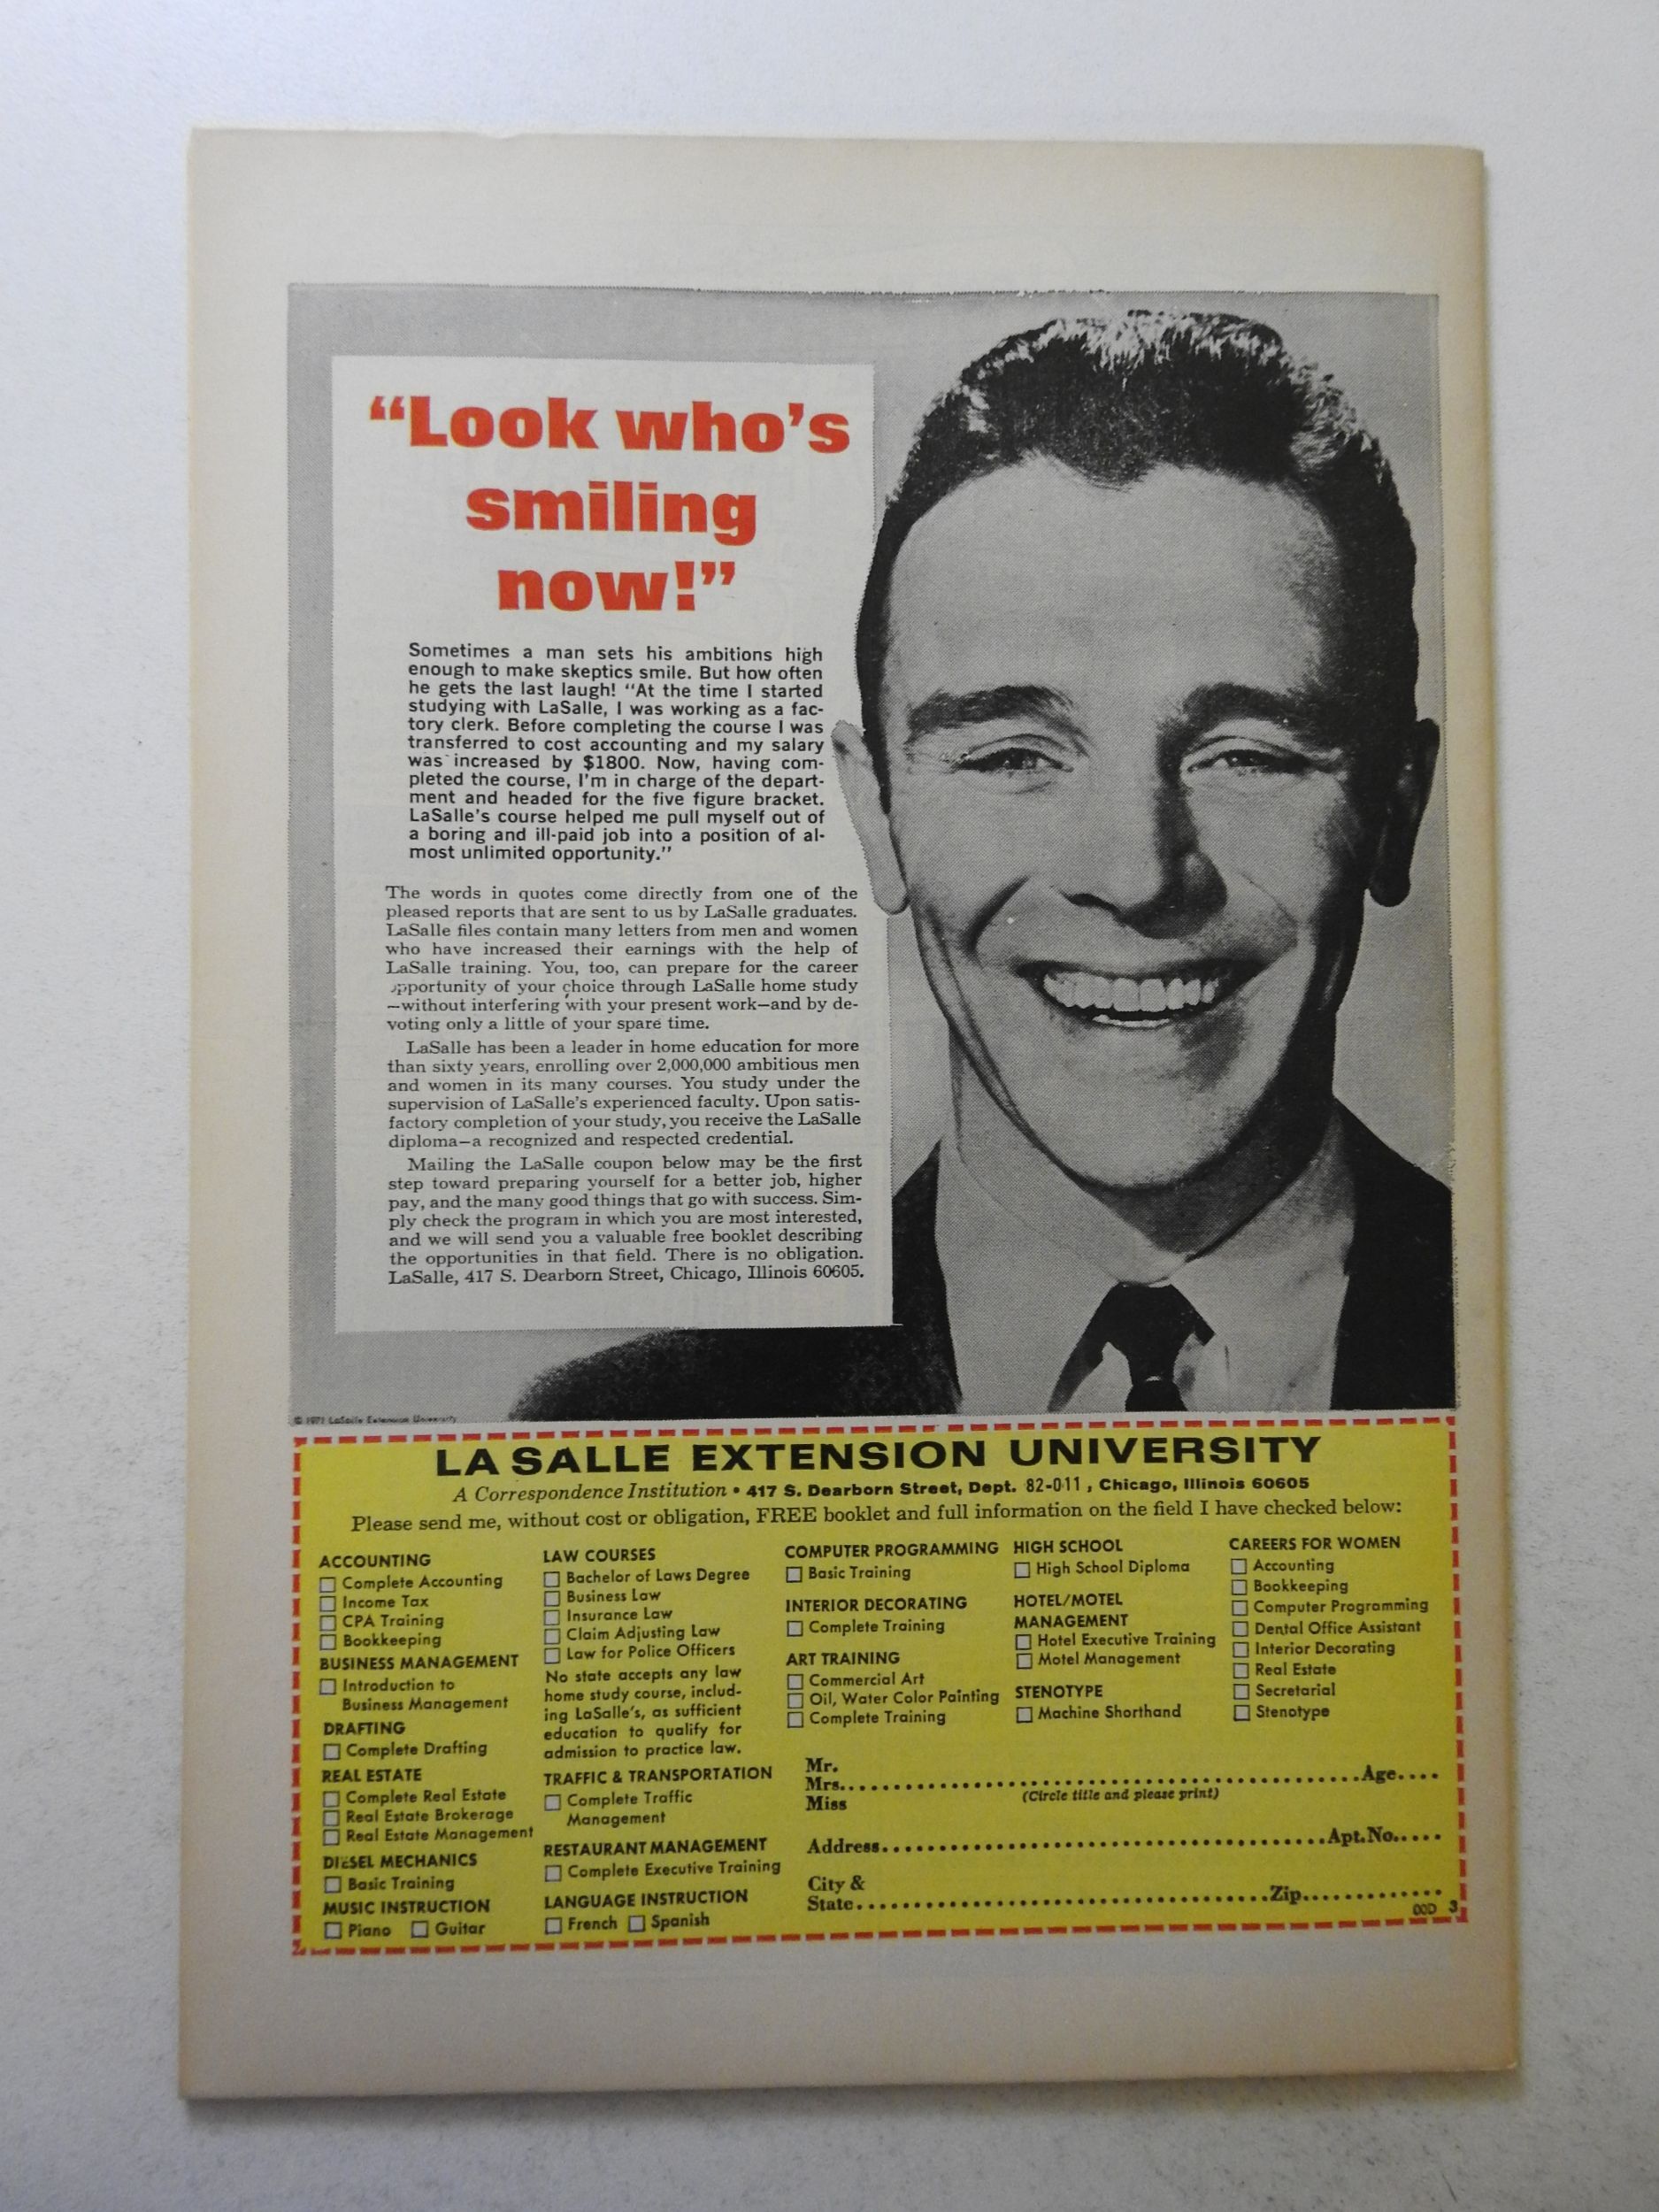 “Look who’s
smiling
now!”
Sometimes a man sets his ambitions high
enough to make skeptics smile. But how often
he gets the last laugh! “At the time I started
studying with LaSalle, I was working as a fac-
tory clerk. Before completing the course I was
transferred to cost accounting and my salary
was increased by $1800. Now, having com-
pleted the course, I’m in charge of the depart-
ment and headed for the five figure bracket.
LaSalle’s course helped me pull myself out of
a boring and ill-paid job into a position of al-
most unlimited opportunity.”
The words in quotes come directly from one of the
pleased reports that are sent to us by LaSalle graduates.
LaSalle files contain many letters from men and women
who have increased their earnings with the help of
LaSalle training. You, too, can prepare for the career
opportunity of your choice through LaSalle home study
—without interfering with your present work—and by de-
voting only a little of your spare time.
LaSalle has been a leader in home education for more
than sixty years, enrolling over 2,000,000 ambitious men
and women in its many courses. You study under the
supervision of LaSalle’s experienced faculty. Upon satis-
factory completion of your study, you receive the LaSalle
diploma—a recognized and respected credential.
Mailing the LaSalle coupon below may be the first
step toward preparing yourself for a better job, higher
pay, and the many good things that go with success. Sim-
ply check the program in which you are most interested,
and we will send you a valuable free booklet describing
the opportunities in that field. There is no obligation.
LaSalle, 417 S. Dearborn Street, Chicago, Illinois 60605.
© 1971 LaSalle Extension University
LA SALLE EXTENSION UNIVERSITY
A Correspondence Institution • 417 S. Dearborn Street, Dept. 82-011, Chicago, Illinois 60605
Please send me, without cost or obligation, FREE booklet and full information on the field I have checked below:
ACCOUNTING
Complete Accounting
Income Tax
CPA Training
Bookkeeping
BUSINESS MANAGEMENT
Introduction to
Business Management
DRAFTING
Complete Drafting
REAL ESTATE
Complete Real Estate
Real Estate Brokerage
Real Estate Management
DIESEL MECHANICS
Basic Training
MUSIC INSTRUCTION
Piano Guitar
LAW COURSES
Bachelor of Laws Degree
Business Law
Insurance Law
Claim Adjusting Law
Law for Police Officers
No state accepts any law
home study course, includ-
ing LaSalle’s, as sufficient
education to qualify for
admission to practice law.
TRAFFIC & TRANSPORTATION
Complete Traffic
Management
RESTAURANT MANAGEMENT
Complete Executive Training
LANGUAGE INSTRUCTION
French Spanish
COMPUTER PROGRAMMING
Basic Training
INTERIOR DECORATING
Complete Training
ART TRAINING
Commercial Art
Oil, Water Color Painting
Complete Training
HIGH SCHOOL
High School Diploma
HOTEL/MOTEL
MANAGEMENT
Hotel Executive Training
Motel Management
STENOTYPE
Machine Shorthand
CAREERS FOR WOMEN
Accounting
Bookkeeping
Computer Programming
Dental Office Assistant
Interior Decorating
Real Estate
Secretarial
Stenotype
Mr.
Mrs. Age
Miss (Circle title and please print)
Address Apt. No.
City &
State Zip
3